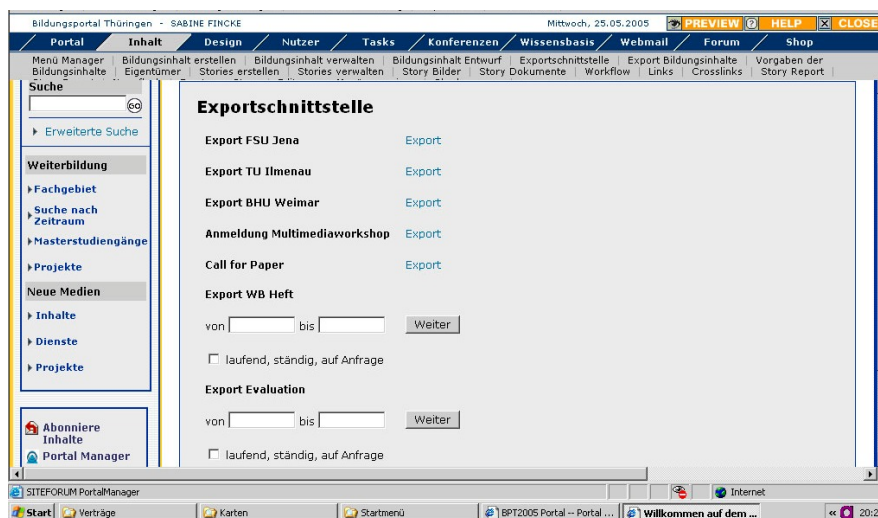 Bildungsportal Thüringen - SABINE FINCKE Mittwoch, 25.05.2005 PREVIEW ? HELP X CLOSE
Portal Inhalt Design Nutzer Tasks Konferenzen Wissensbasis Webmail Forum Shop
Menü Manager | Bildungsinhalt erstellen | Bildungsinhalt verwalten | Bildungsinhalt Entwurf | Exportschnittstelle | Export Bildungsinhalte | Vorgaben der
Bildungsinhalte | Eigentümer | Stories erstellen | Stories verwalten | Story Bilder | Story Dokumente | Workflow | Links | Crosslinks | Story Report |
Suche
GO
Erweiterte Suche
Weiterbildung
Fachgebiet
Suche nach
Zeitraum
Masterstudiengänge
Projekte
Neue Medien
Inhalte
Dienste
Projekte
Abonniere
Inhalte
Portal Manager
Exportschnittstelle
Export FSU Jena Export
Export TU Ilmenau Export
Export BHU Weimar Export
Anmeldung Multimediaworkshop Export
Call for Paper Export
Export WB Heft
von bis Weiter
laufend, ständig, auf Anfrage
Export Evaluation
von bis Weiter
laufend, ständig, auf Anfrage
SITEFORUM PortalManager Internet
Start Verträge Karten Startmenü BPT2005 Portal -- Portal ... Willkommen auf dem ... « 20:2